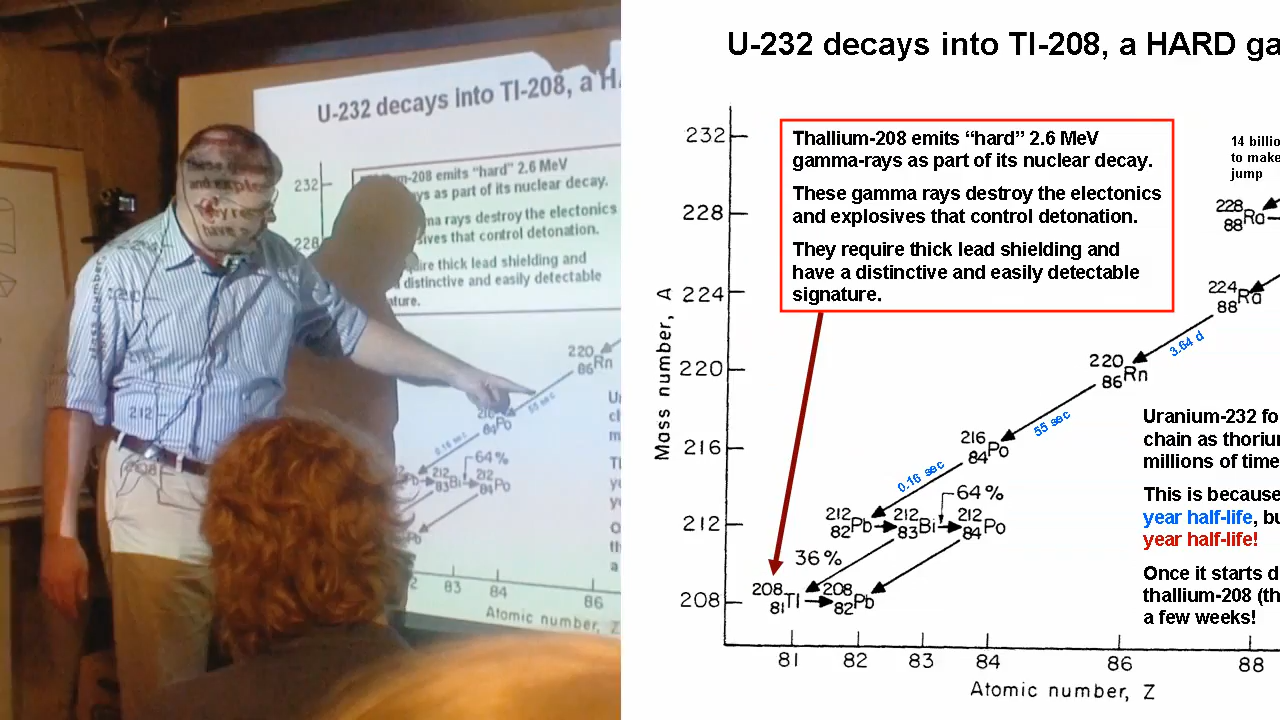 U-232 decays into Tl-208, a H
232
m-208 emits “hard” 2.6 MeV
ys as part of its nuclear decay.
ma rays destroy the electonics
sives that control detonation.
uire thick lead shielding and
distinctive and easily detectable
ature.
228
220
86Rn
55 sec
84Po
0.16 sec
64%
212
83Bi
212
84Po
212
208
83
84
86
Atomic number, Z
U-232 decays into Tl-208, a HARD ga
Thallium-208 emits “hard” 2.6 MeV
gamma-rays as part of its nuclear decay.
These gamma rays destroy the electonics
and explosives that control detonation.
They require thick lead shielding and
have a distinctive and easily detectable
signature.
14 billio
to make
jump
Mass number, A
232
228
224
220
216
212
208
228
88Ra
224
88Ra
3.64 d
220
86Rn
55 sec
216
84Po
0.16 sec
64%
212
82Pb
212
83Bi
212
84Po
36%
208
81Tl
208
82Pb
Uranium-232 fo
chain as thoriu
millions of time
This is because
year half-life, bu
year half-life!
Once it starts d
thallium-208 (th
a few weeks!
81 82 83 84 86 88
Atomic number, Z